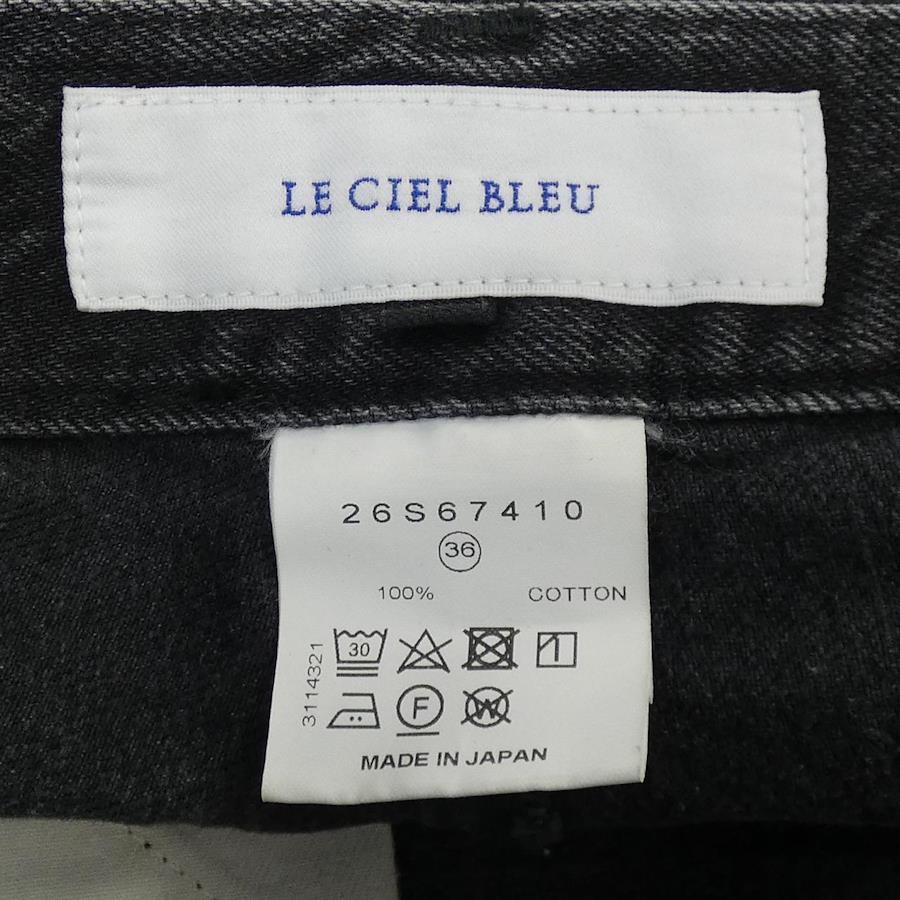 LE CIEL BLEU
26S67410
36
100% COTTON
3114321
30
F
W
MADE IN JAPAN